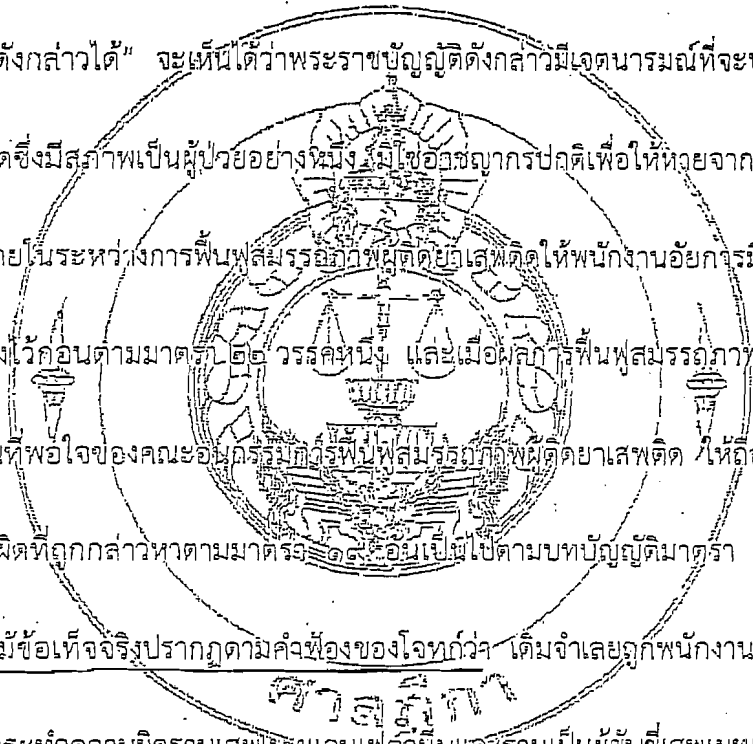 ดังกล่าวได้" จะเห็นได้ว่าพระราชบัญญัติดังกล่าวมีเจตนารมณ์ที่จะ
ซึ่งมีสภาพเป็นผู้ป่วยอย่างหนึ่ง มิใช่อาชญากรปกติเพื่อให้หายจาก
ในระหว่างการฟื้นฟูสมรรถภาพผู้ติดยาเสพติดให้พนักงานอัยการ
ไว้ก่อนตามมาตรา ๒๒ วรรคหนึ่ง และเมื่อผลการฟื้นฟูสมรรถภาพ
ที่พอใจของคณะอนุกรรมการฟื้นฟูสมรรถภาพผู้ติดยาเสพติด ให้ถือ
ผิดที่ถูกกล่าวหาตามมาตรา ๑๙ อันเป็นไปตามบทบัญญัติมาตรา
ข้อเท็จจริงปรากฏตามคำฟ้องของโจทก์ว่า เดิมจำเลยถูกพนักงาน
ศาลฎีกา